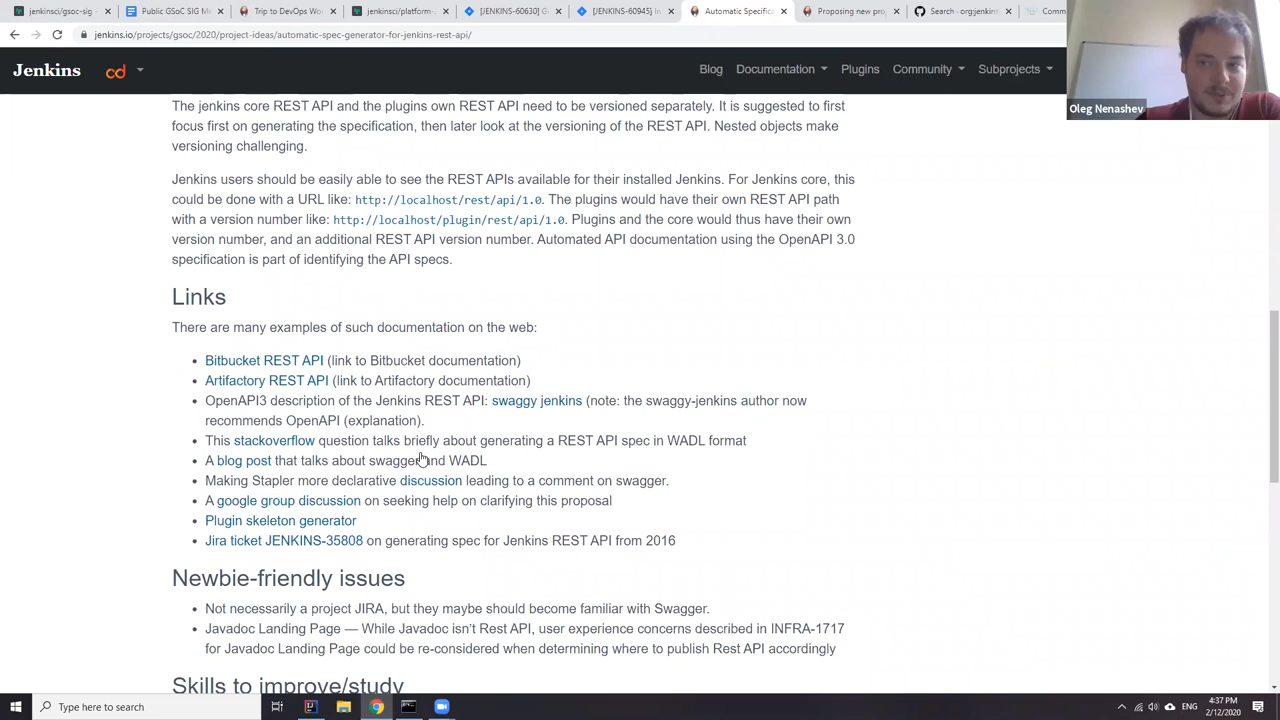 jenkinsci/gsoc-sig
Public GSoC SIG M
Trip to DevOps Wo
jenkinsci/platform-
[JENKINS-60630] G
[JENKINS-60945] In
Automatic Specific
Proposing new proj
Search · org:jenkins
Comm
jenkins.io/projects/gsoc/2020/project-ideas/automatic-spec-generator-for-jenkins-rest-api/
Jenkins
cd
Blog Documentation Plugins Community Subprojects
Oleg Nenashev
The jenkins core REST API and the plugins own REST API need to be versioned separately. It is suggested to first
focus first on generating the specification, then later look at the versioning of the REST API. Nested objects make
versioning challenging.
Jenkins users should be easily able to see the REST APIs available for their installed Jenkins. For Jenkins core, this
could be done with a URL like: http://localhost/rest/api/1.0. The plugins would have their own REST API path
with a version number like: http://localhost/plugin/rest/api/1.0. Plugins and the core would thus have their own
version number, and an additional REST API version number. Automated API documentation using the OpenAPI 3.0
specification is part of identifying the API specs.
Links
There are many examples of such documentation on the web:
• Bitbucket REST API (link to Bitbucket documentation)
• Artifactory REST API (link to Artifactory documentation)
• OpenAPI3 description of the Jenkins REST API: swaggy jenkins (note: the swaggy-jenkins author now
recommends OpenAPI (explanation).
• This stackoverflow question talks briefly about generating a REST API spec in WADL format
• A blog post that talks about swagger and WADL
• Making Stapler more declarative discussion leading to a comment on swagger.
• A google group discussion on seeking help on clarifying this proposal
• Plugin skeleton generator
• Jira ticket JENKINS-35808 on generating spec for Jenkins REST API from 2016
Newbie-friendly issues
• Not necessarily a project JIRA, but they maybe should become familiar with Swagger.
• Javadoc Landing Page — While Javadoc isn't Rest API, user experience concerns described in INFRA-1717
for Javadoc Landing Page could be re-considered when determining where to publish Rest API accordingly
Skills to improve/study
Type here to search
ENG
4:37 PM
2/12/2020